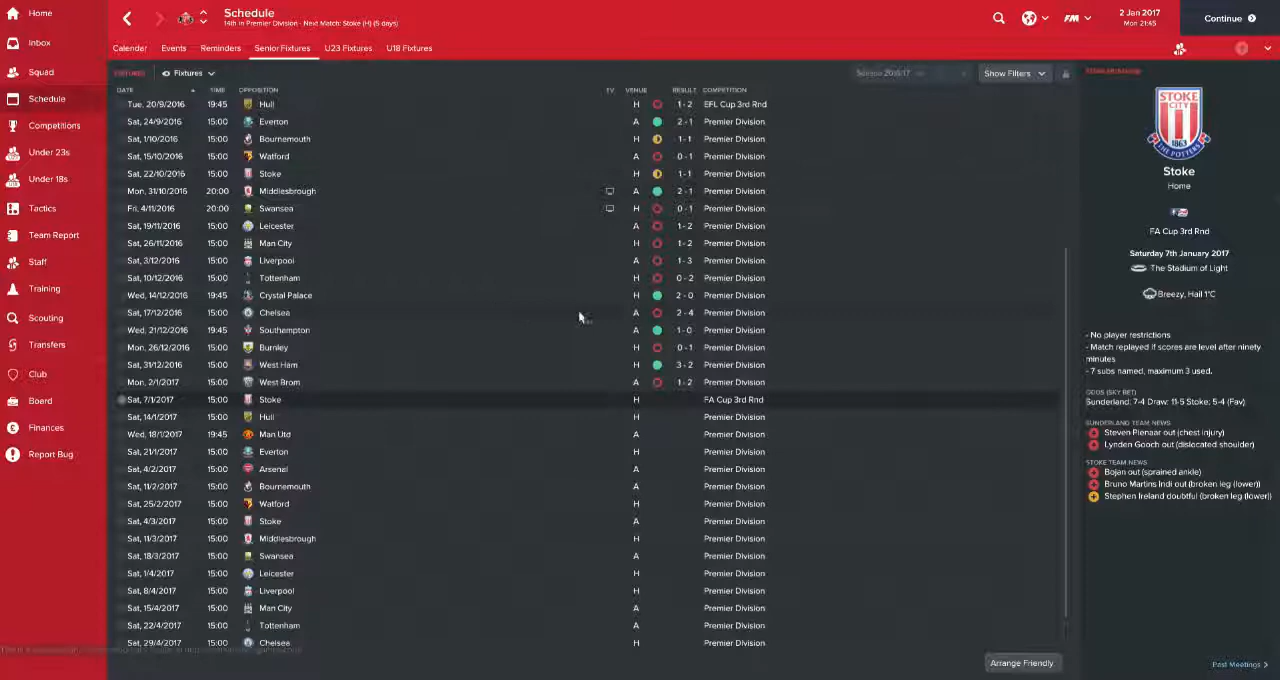 Home
Inbox
Squad
Schedule
Competitions
Under 23s
Under 18s
Tactics
Team Report
Staff
Training
Scouting
Transfers
Club
Board
Finances
Report Bug
Schedule
14th in Premier Division - Next Match: Stoke (H) (5 days)
FM
2 Jan 2017
Mon 21:45
Continue
Calendar Events Reminders Senior Fixtures U23 Fixtures U18 Fixtures
FIXTURES Fixtures Season 2016/17 Show Filters
DATE TIME OPPOSITION TV VENUE RESULT COMPETITION
Tue, 20/9/2016 19:45 Hull H 1 - 2 EFL Cup 3rd Rnd
Sat, 24/9/2016 15:00 Everton A 2 - 1 Premier Division
Sat, 1/10/2016 15:00 Bournemouth H 1 - 1 Premier Division
Sat, 15/10/2016 15:00 Watford A 0 - 1 Premier Division
Sat, 22/10/2016 15:00 Stoke H 1 - 1 Premier Division
Mon, 31/10/2016 20:00 Middlesbrough A 2 - 1 Premier Division
Fri, 4/11/2016 20:00 Swansea H 0 - 1 Premier Division
Sat, 19/11/2016 15:00 Leicester A 1 - 2 Premier Division
Sat, 26/11/2016 15:00 Man City H 1 - 2 Premier Division
Sat, 3/12/2016 15:00 Liverpool A 1 - 3 Premier Division
Sat, 10/12/2016 15:00 Tottenham H 0 - 2 Premier Division
Wed, 14/12/2016 19:45 Crystal Palace H 2 - 0 Premier Division
Sat, 17/12/2016 15:00 Chelsea A 2 - 4 Premier Division
Wed, 21/12/2016 19:45 Southampton A 1 - 0 Premier Division
Mon, 26/12/2016 15:00 Burnley H 0 - 1 Premier Division
Sat, 31/12/2016 15:00 West Ham H 3 - 2 Premier Division
Mon, 2/1/2017 15:00 West Brom A 1 - 2 Premier Division
Sat, 7/1/2017 15:00 Stoke H FA Cup 3rd Rnd
Sat, 14/1/2017 15:00 Hull H Premier Division
Wed, 18/1/2017 19:45 Man Utd A Premier Division
Sat, 21/1/2017 15:00 Everton H Premier Division
Sat, 4/2/2017 15:00 Arsenal A Premier Division
Sat, 11/2/2017 15:00 Bournemouth A Premier Division
Sat, 25/2/2017 15:00 Watford H Premier Division
Sat, 4/3/2017 15:00 Stoke A Premier Division
Sat, 11/3/2017 15:00 Middlesbrough H Premier Division
Sat, 18/3/2017 15:00 Swansea A Premier Division
Sat, 1/4/2017 15:00 Leicester H Premier Division
Sat, 8/4/2017 15:00 Liverpool H Premier Division
Sat, 15/4/2017 15:00 Man City A Premier Division
Sat, 22/4/2017 15:00 Tottenham A Premier Division
Sat, 29/4/2017 15:00 Chelsea H Premier Division
Arrange Friendly
STOKE CITY
1863
THE POTTERS
Stoke
Home
FA Cup 3rd Rnd
Saturday 7th January 2017
The Stadium of Light
Breezy, Hail 1°C
- No player restrictions
- Match replayed if scores are level after ninety
minutes
- 7 subs named, maximum 3 used.
ODDS (SKY BET)
Sunderland: 7-4 Draw: 11-5 Stoke: 5-4 (Fav)
SUNDERLAND TEAM NEWS
Steven Pienaar out (chest injury)
Lynden Gooch out (dislocated shoulder)
STOKE TEAM NEWS
Bojan out (sprained ankle)
Bruno Martins Indi out (broken leg (lower))
Stephen Ireland doubtful (broken leg (lower))
Past Meetings >